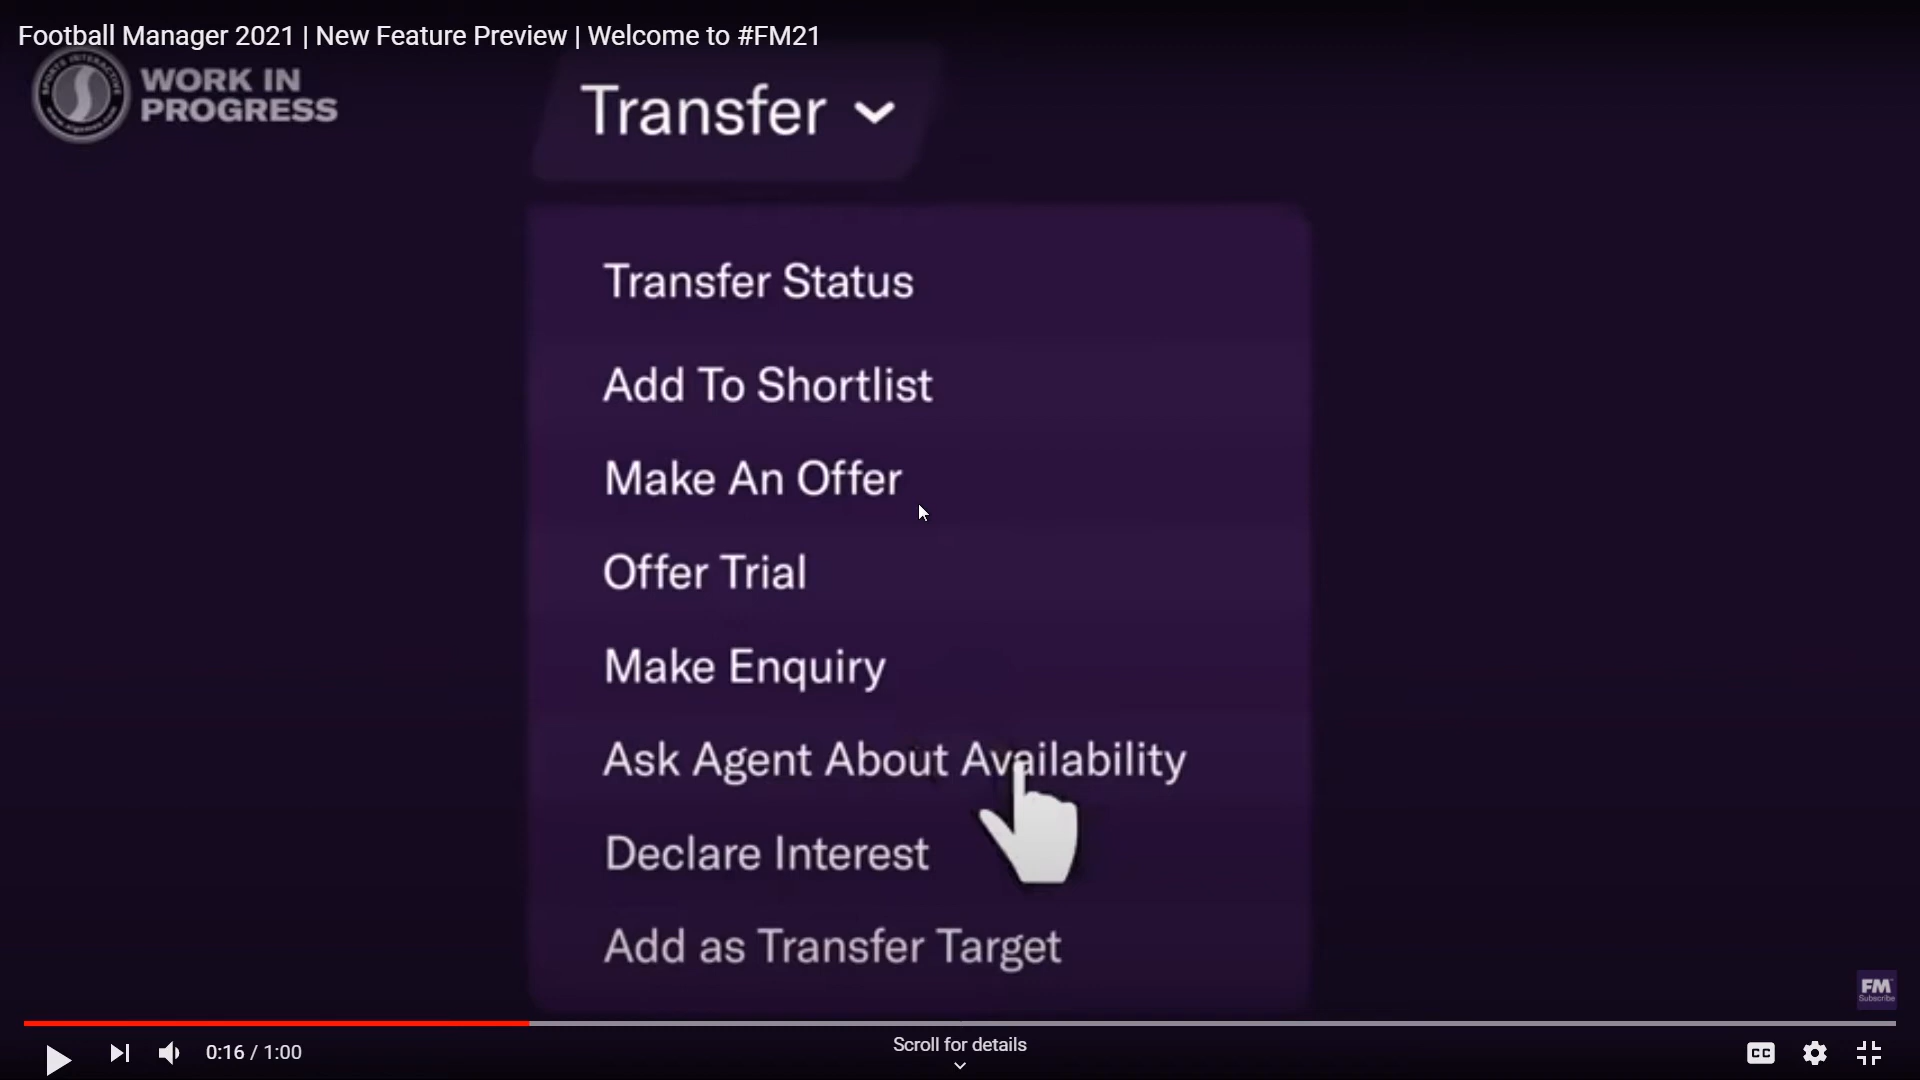 Football Manager 2021 | New Feature Preview | Welcome to #FM21
WORK IN
PROGRESS
Transfer
Transfer Status
Add To Shortlist
Make An Offer
Offer Trial
Make Enquiry
Ask Agent About Availability
Declare Interest
Add as Transfer Target
FM
Subscribe
0:16 / 1:00
Scroll for details
CC